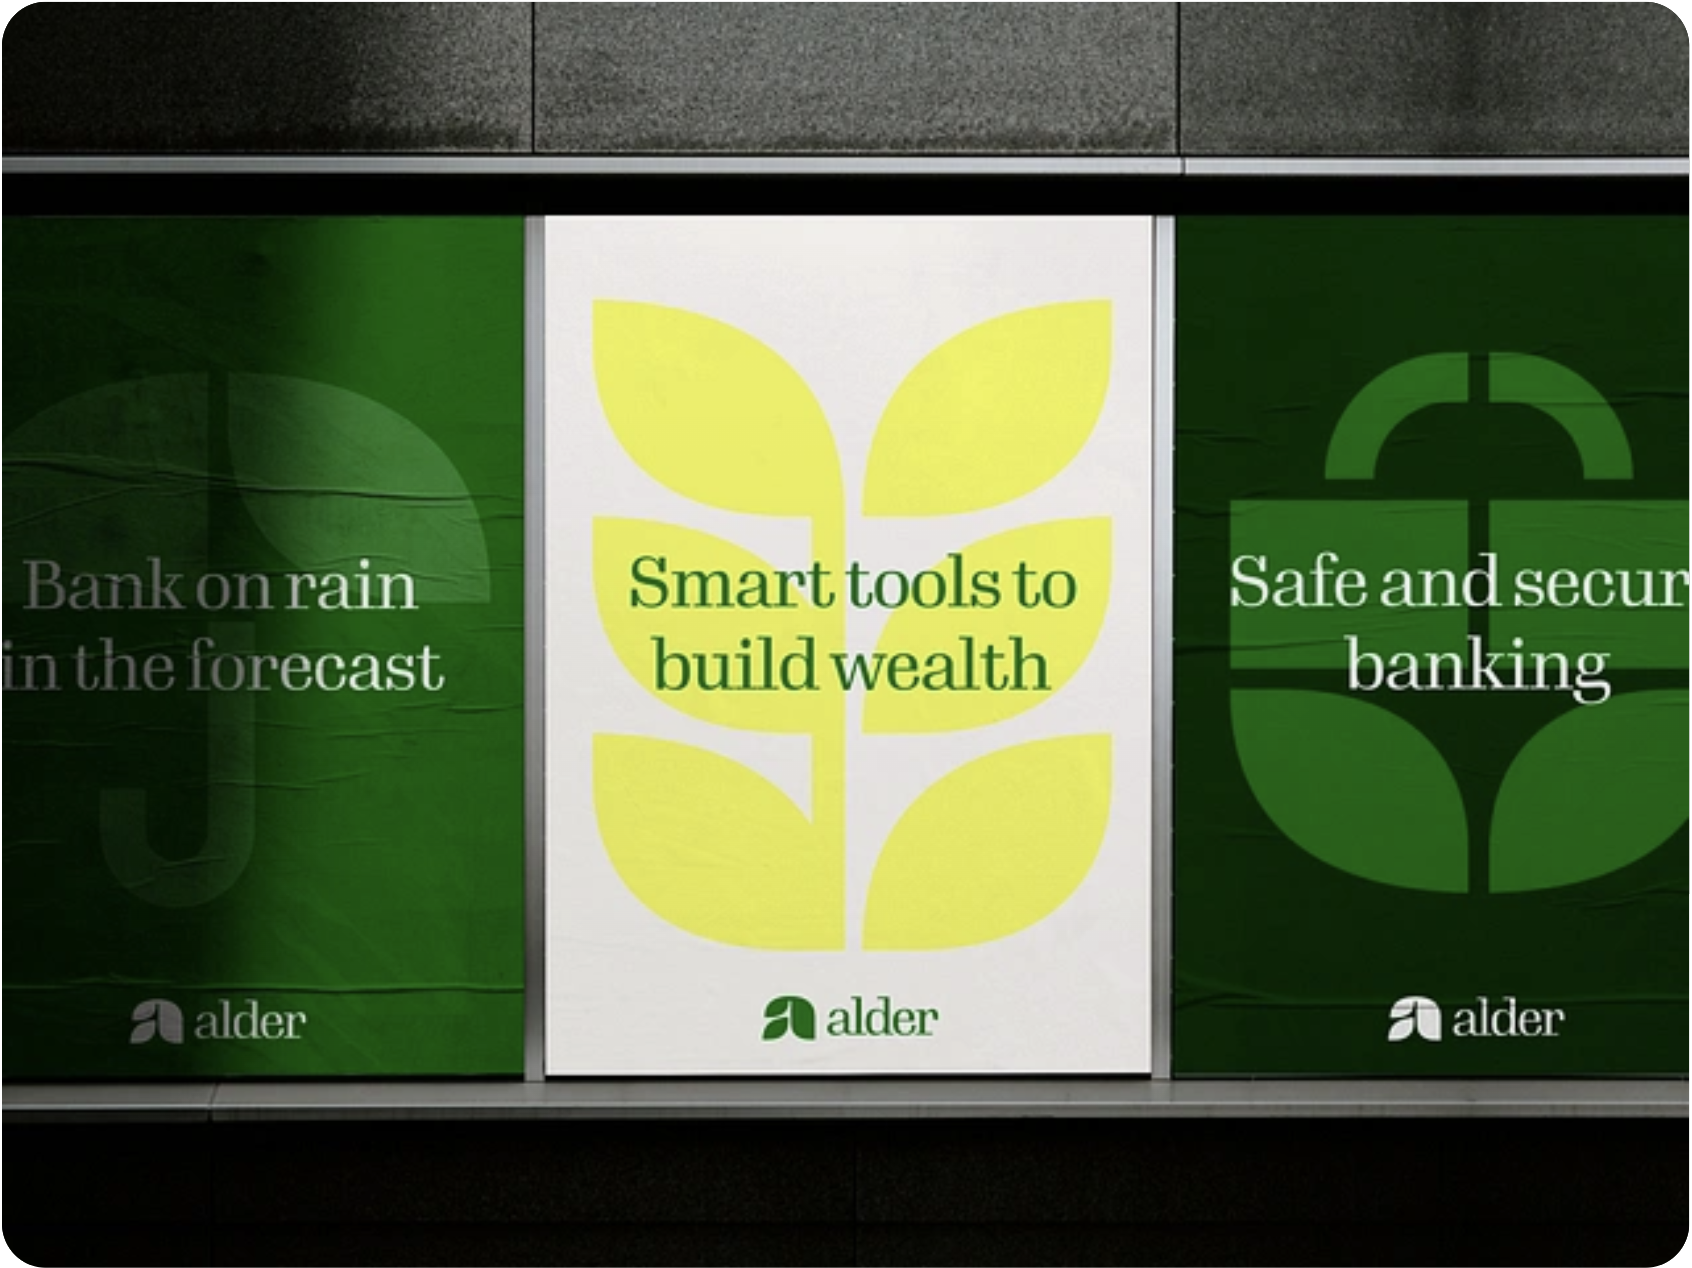 Bank on rain
in the forecast
alder
Smart tools to
build wealth
alder
Safe and secur
banking
alder